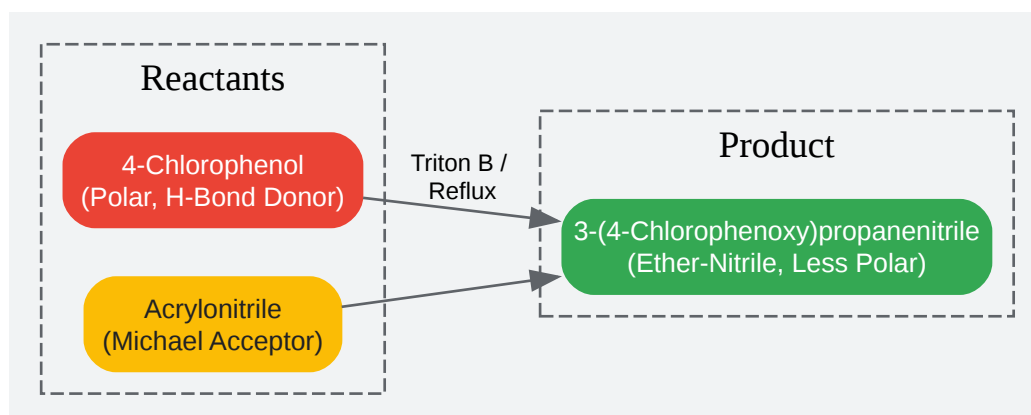 Reactants
4-Chlorophenol
(Polar, H-Bond Donor)
Acrylonitrile
(Michael Acceptor)
Triton B /
Reflux
Product
3-(4-Chlorophenoxy)propanenitrile
(Ether-Nitrile, Less Polar)